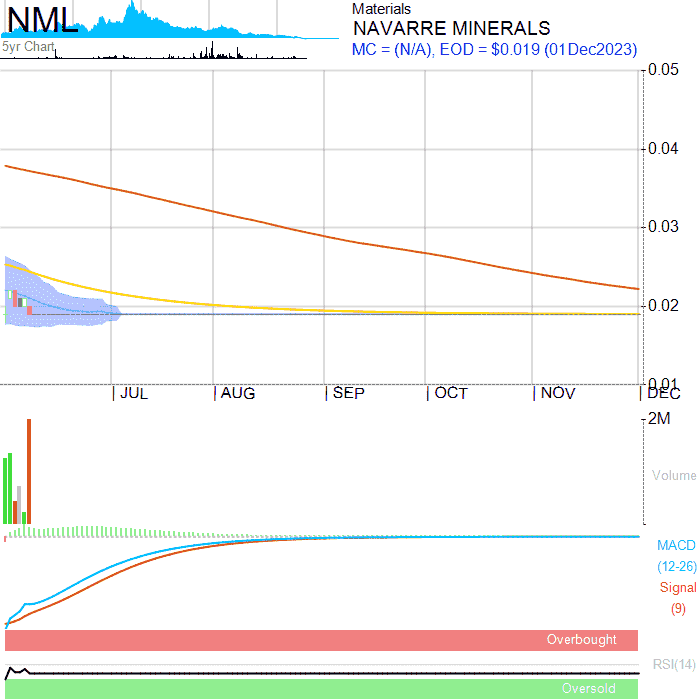 NML
Materials
NAVARRE MINERALS
MC = (N/A), EOD = $0.019 (01Dec2023)
5yr Chart
0.05
0.04
0.03
0.02
0.01
JUL AUG SEP OCT NOV DEC
2M
Volume
MACD
(12-26)
Signal
(9)
Overbought
RSI(14)
Oversold